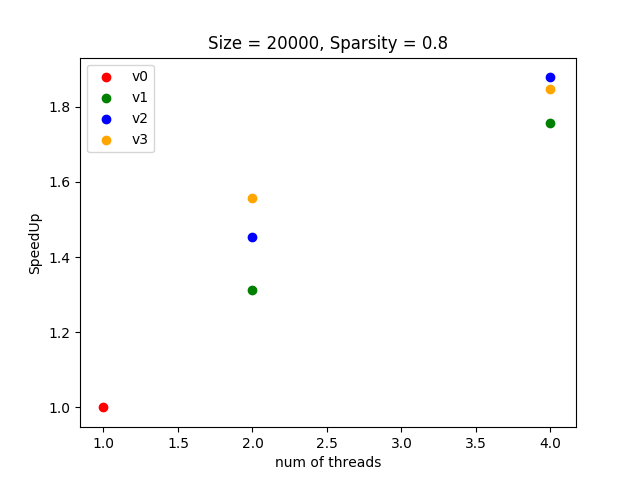 Size = 20000, Sparsity = 0.8
v0
v1
v2
v3
SpeedUp
1.8
1.6
1.4
1.2
1.0
1.0 1.5 2.0 2.5 3.0 3.5 4.0
num of threads